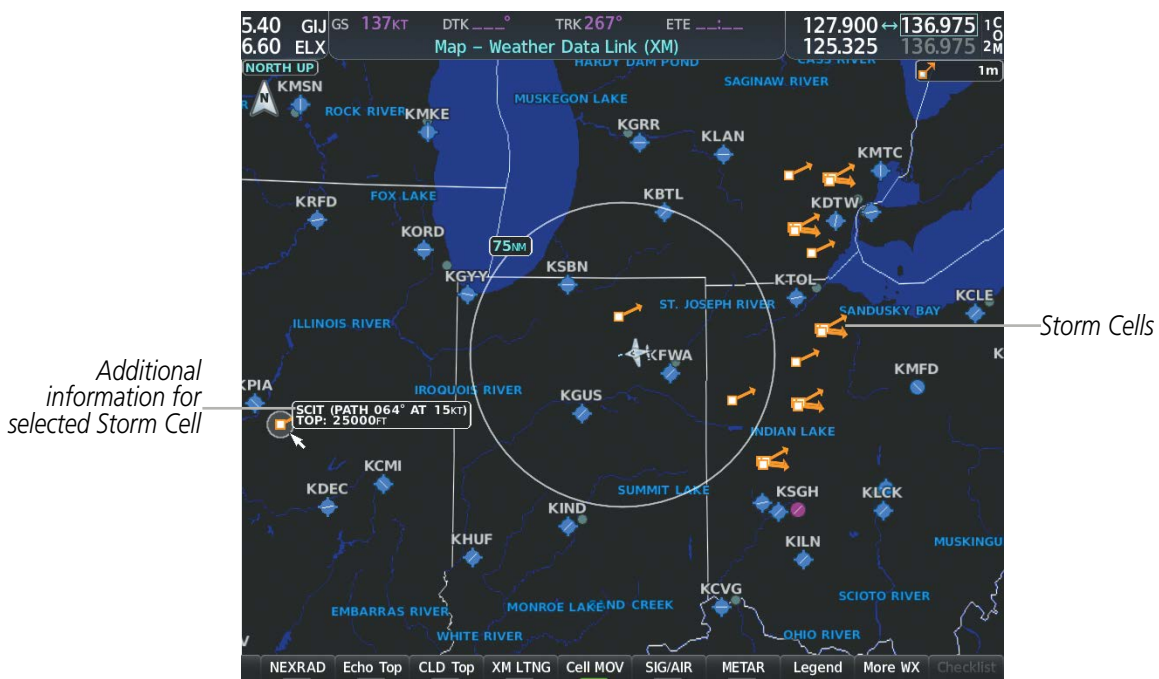 5.40 GIJ GS 137KT DTK ___° TRK 267° ETE __:__ 127.900 ↔ 136.975 1 C
6.60 ELX Map – Weather Data Link (XM) 125.325 136.975 2 O M
NORTH UP HARDY DAM POND CASS RIVER 1m
N KMSN SAGINAW RIVER
ROCK RIVER KMKE MUSKEGON LAKE
KGRR KLAN
KMTC
FOX LAKE KBTL
KRFD KDTW
KORD
75NM
KGYY KSBN KTOL
ST. JOSEPH RIVER SANDUSKY BAY KCLE
ILLINOIS RIVER
Storm Cells
KFWA K
Additional
information for
selected Storm Cell
KPIA IROQUOIS RIVER KGUS KMFD
SCIT (PATH 064° AT 15KT)
TOP: 25000FT
INDIAN LAKE
KCMI
KDEC SUMMIT LAKE KSGH KLCK
KIND
KHUF KILN MUSKINGU
KCVG
EMBARRAS RIVER MONROE LAKE SAND CREEK SCIOTO RIVER
V WHITE RIVER OHIO RIVER
NEXRAD Echo Top CLD Top XM LTNG Cell MOV SIG/AIR METAR Legend More WX Checklist